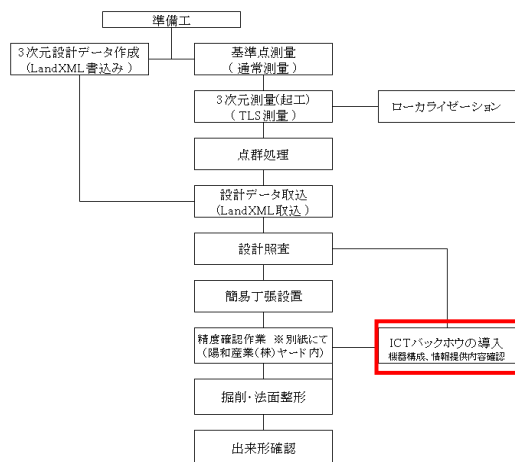 準備工
3次元設計データ作成
(LandXML書込み)
基準点測量
(通常測量)
3次元測量(起工)
(TLS測量)
ローカライゼーション
点群処理
設計データ取込
(LandXML取込)
設計照査
簡易丁張設置
精度確認作業 ※別紙にて
(陽和産業(株)ヤード内)
ICTバックホウの導入
機器構成、情報提供内容確認
掘削・法面整形
出来形確認